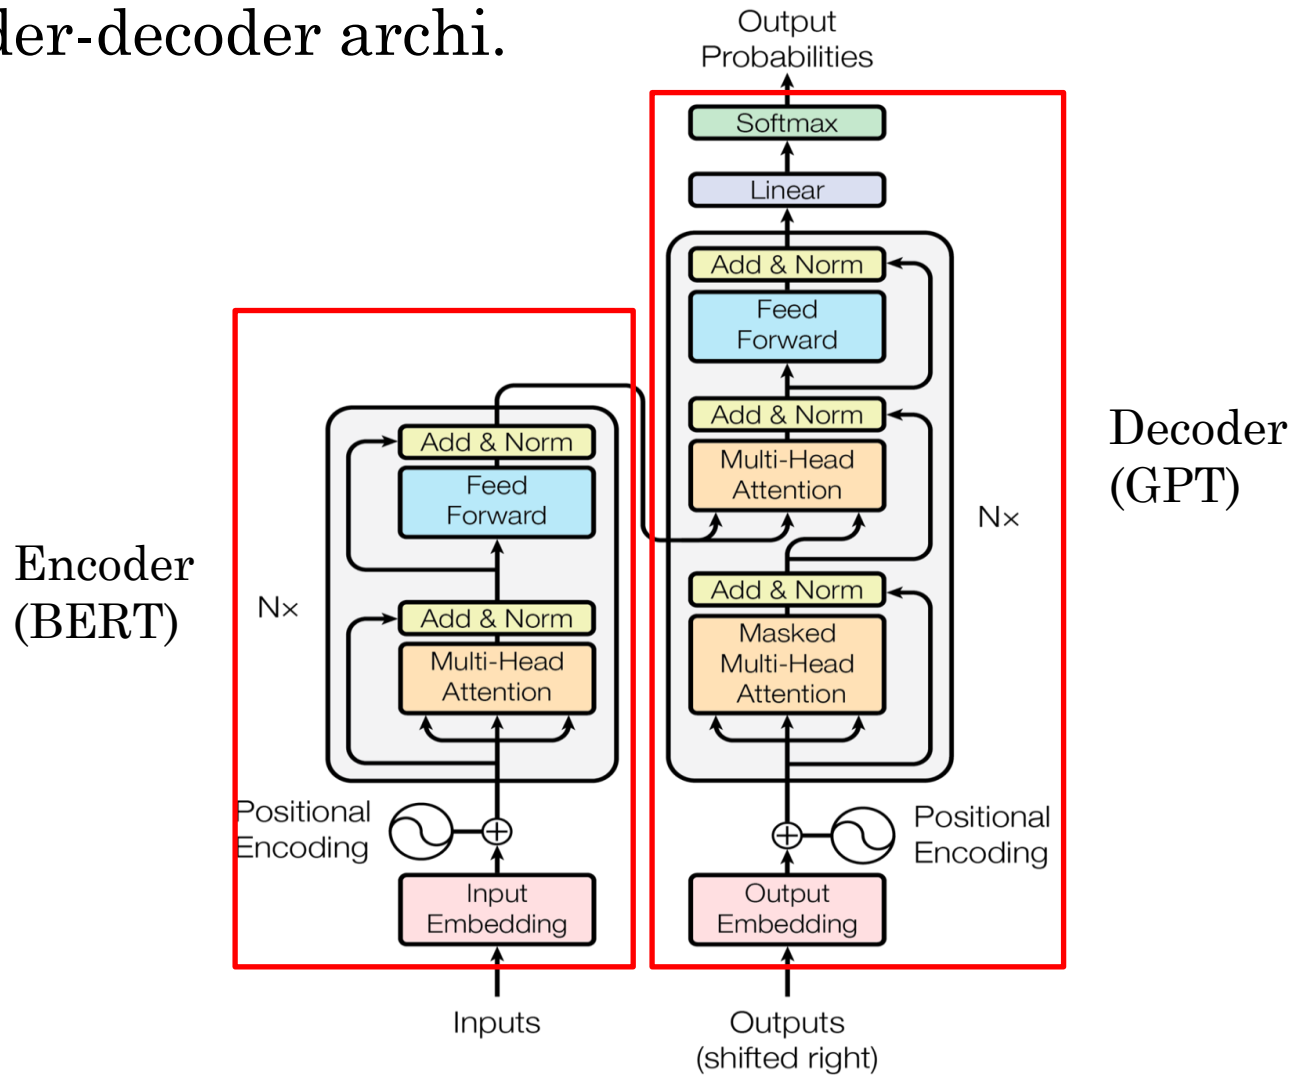 der-decoder archi.
Output
Probabilities
Softmax
Linear
Add & Norm
Feed
Forward
Add & Norm
Multi-Head
Attention
Nx
Add & Norm
Masked
Multi-Head
Attention
Positional
Encoding
Output
Embedding
Outputs
(shifted right)
Decoder
(GPT)
Add & Norm
Feed
Forward
Nx
Add & Norm
Multi-Head
Attention
Positional
Encoding
Input
Embedding
Inputs
Encoder
(BERT)